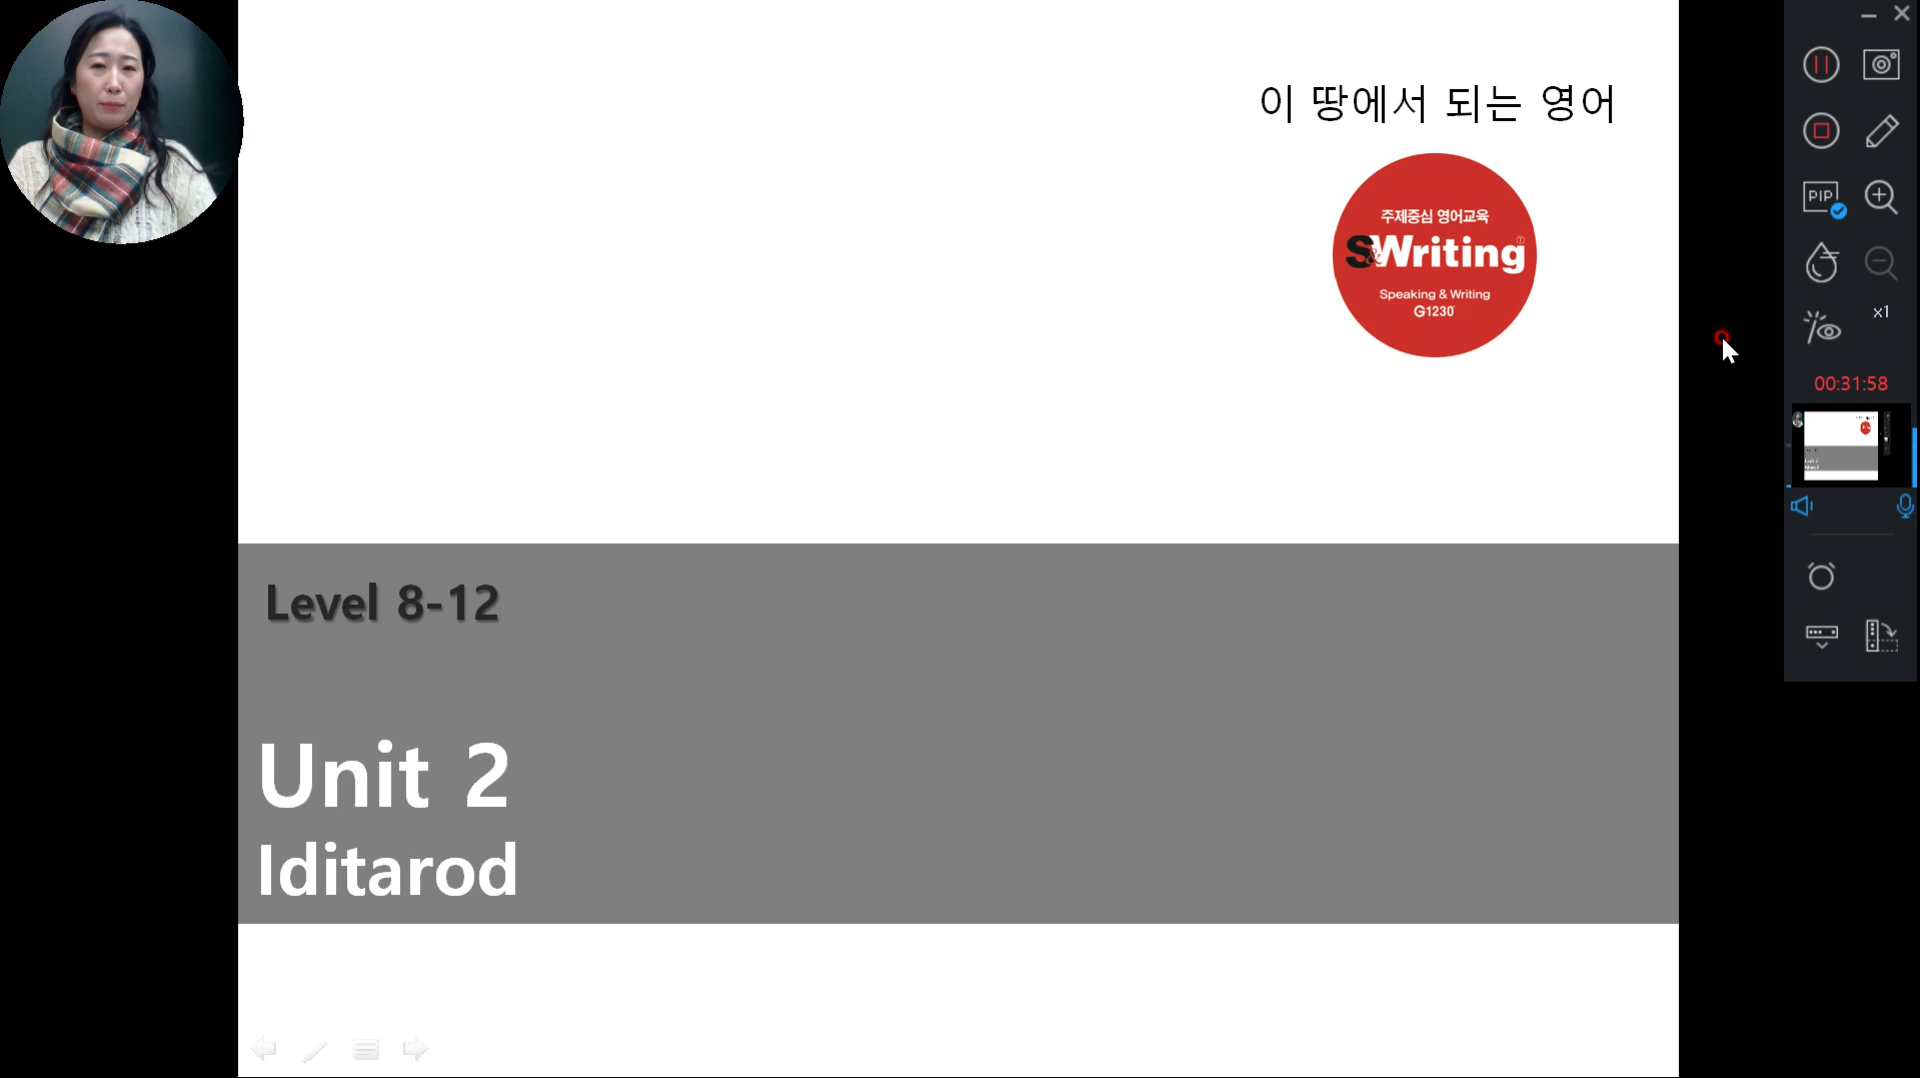 이 땅에서 되는 영어
주제중심 영어교육
S&Writing
Speaking & Writing
G1230
Level 8-12
Unit 2
Iditarod
PIP
x1
00:31:58